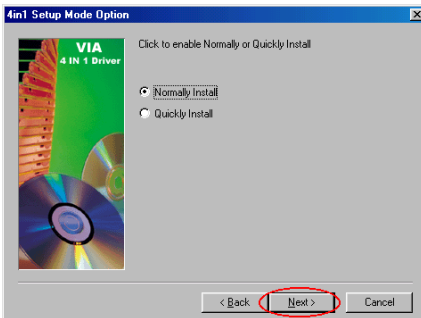 4in1 Setup Mode Option
VIA
4 IN 1 Driver
Click to enable Normally or Quickly Install
Normally Install
Quickly Install
< Back
Next >
Cancel